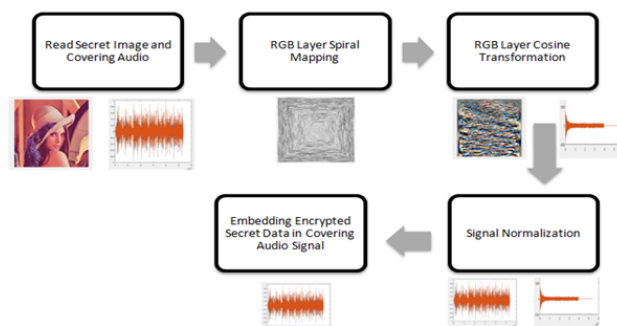 Read Secret Image and
Covering Audio
RGB Layer Spiral
Mapping
RGB Layer Cosine
Transformation
Embedding Encrypted
Secret Data in Covering
Audio Signal
Signal Normalization